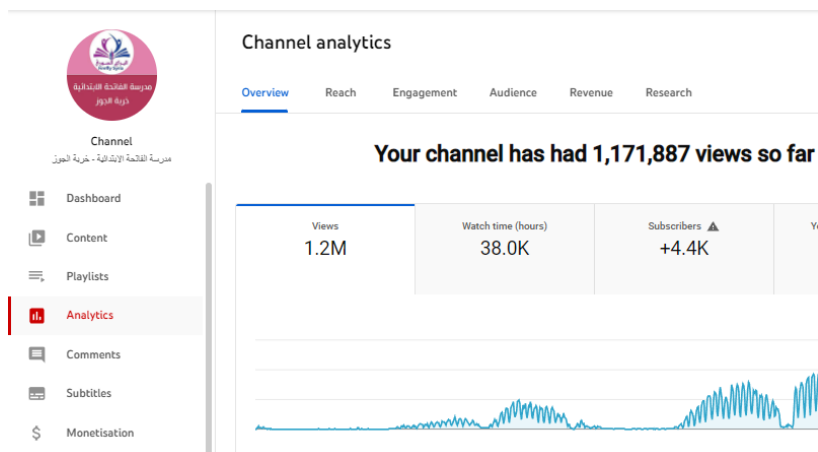 مدرسة الفاتحة الابتدائية
خربة الجوز
Channel
مدرسة الفاتحة الابتدائية - خربة الجوز
Dashboard
Content
Playlists
Analytics
Comments
Subtitles
Monetisation
Channel analytics
Overview Reach Engagement Audience Revenue Research
Your channel has had 1,171,887 views so far
Views
1.2M
Watch time (hours)
38.0K
Subscribers
+4.4K